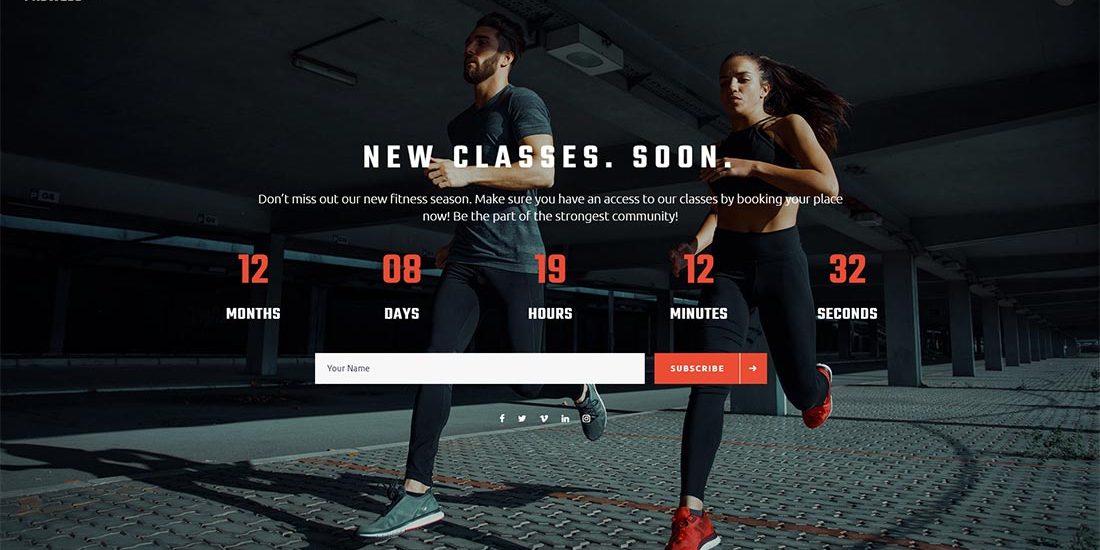 NEW CLASSES. SOON.
Don't miss out our new fitness season. Make sure you have an access to our classes by booking your place
now! Be the part of the strongest community!
12 08 19 12 32
MONTHS DAYS HOURS MINUTES SECONDS
Your Name SUBSCRIBE